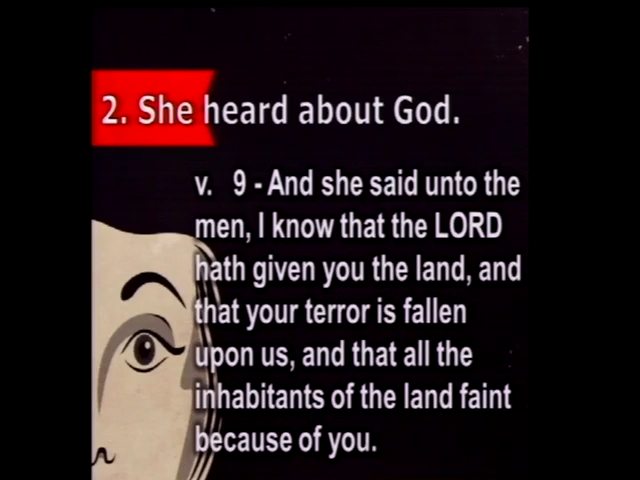 2. She heard about God.
v. 9 - And she said unto the
men, I know that the LORD
hath given you the land, and
that your terror is fallen
upon us, and that all the
inhabitants of the land faint
because of you.